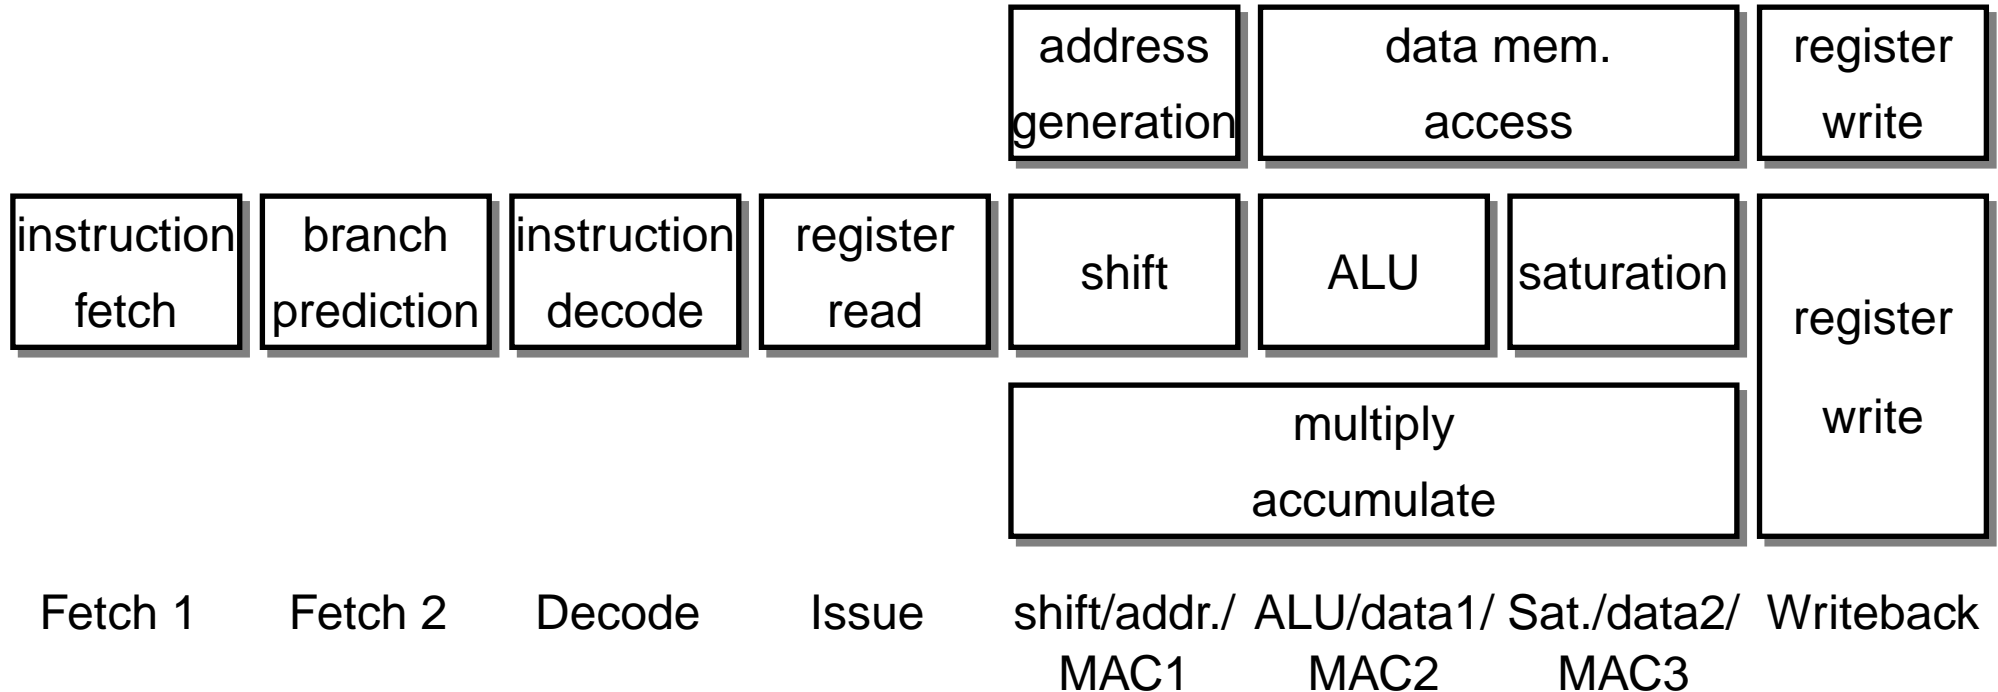 address
generation
data mem.
access
register
write
instruction
fetch
branch
prediction
instruction
decode
register
read
shift
ALU
saturation
register
write
multiply
accumulate
Fetch 1
Fetch 2
Decode
Issue
shift/addr./
MAC1
ALU/data1/
MAC2
Sat./data2/
MAC3
Writeback